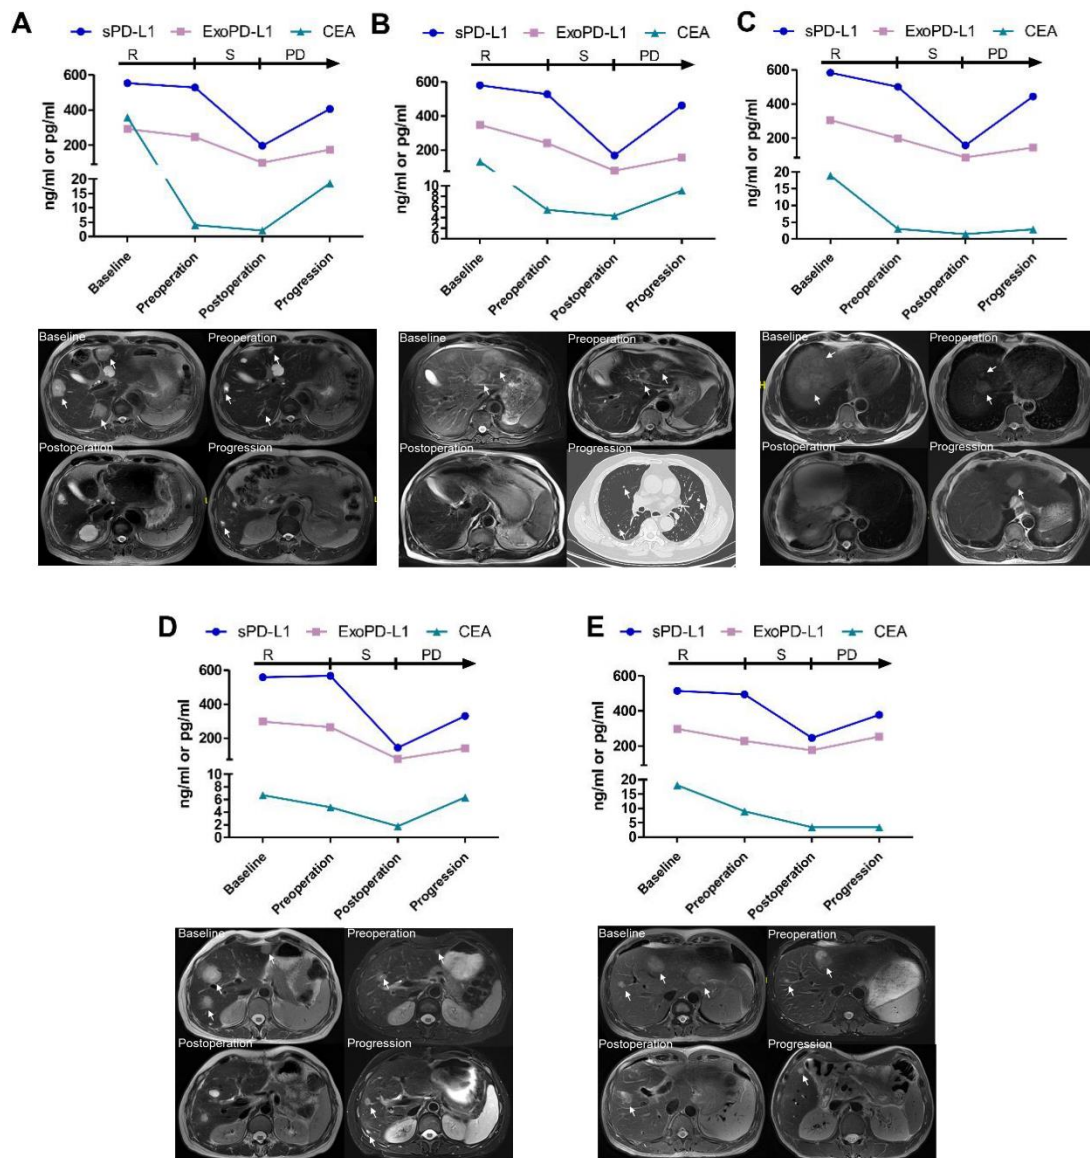 A
sPD-L1 ExoPD-L1 CEA
R S PD
600
400
200
20
15
10
5
0
ng/ml or pg/ml
Baseline
Preoperation
Postoperation
Progression
Baseline Preoperation
Postoperation Progression
L L
B
sPD-L1 ExoPD-L1 CEA
R S PD
600
400
200
10
8
6
4
2
0
ng/ml or pg/ml
Baseline
Preoperation
Postoperation
Progression
Baseline Preoperation
Postoperation Progression
C
sPD-L1 ExoPD-L1 CEA
R S PD
600
400
200
20
15
10
5
0
ng/ml or pg/ml
Baseline
Preoperation
Postoperation
Progression
Baseline Preoperation
H
Postoperation Progression
D
sPD-L1 ExoPD-L1 CEA
R S PD
600
400
200
10
8
6
4
2
0
ng/ml or pg/ml
Baseline
Preoperation
Postoperation
Progression
Baseline Preoperation
Postoperation Progression
E
sPD-L1 ExoPD-L1 CEA
R S PD
600
400
200
20
15
10
5
0
ng/ml or pg/ml
Baseline
Preoperation
Postoperation
Progression
Baseline Preoperation
Postoperation Progression